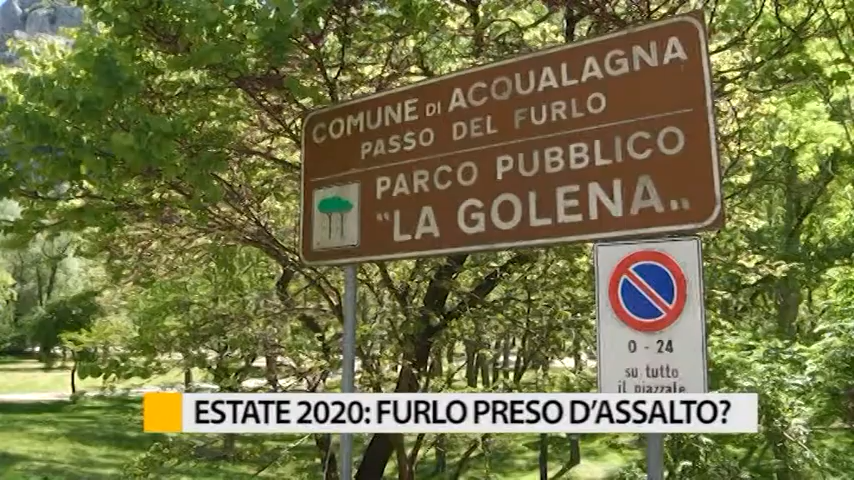 COMUNE DI ACQUALAGNA
PASSO DEL FURLO
PARCO PUBBLICO
"LA GOLENA"
0 - 24
su tutto
il piazzale
ESTATE 2020: FURLO PRESO D'ASSALTO?